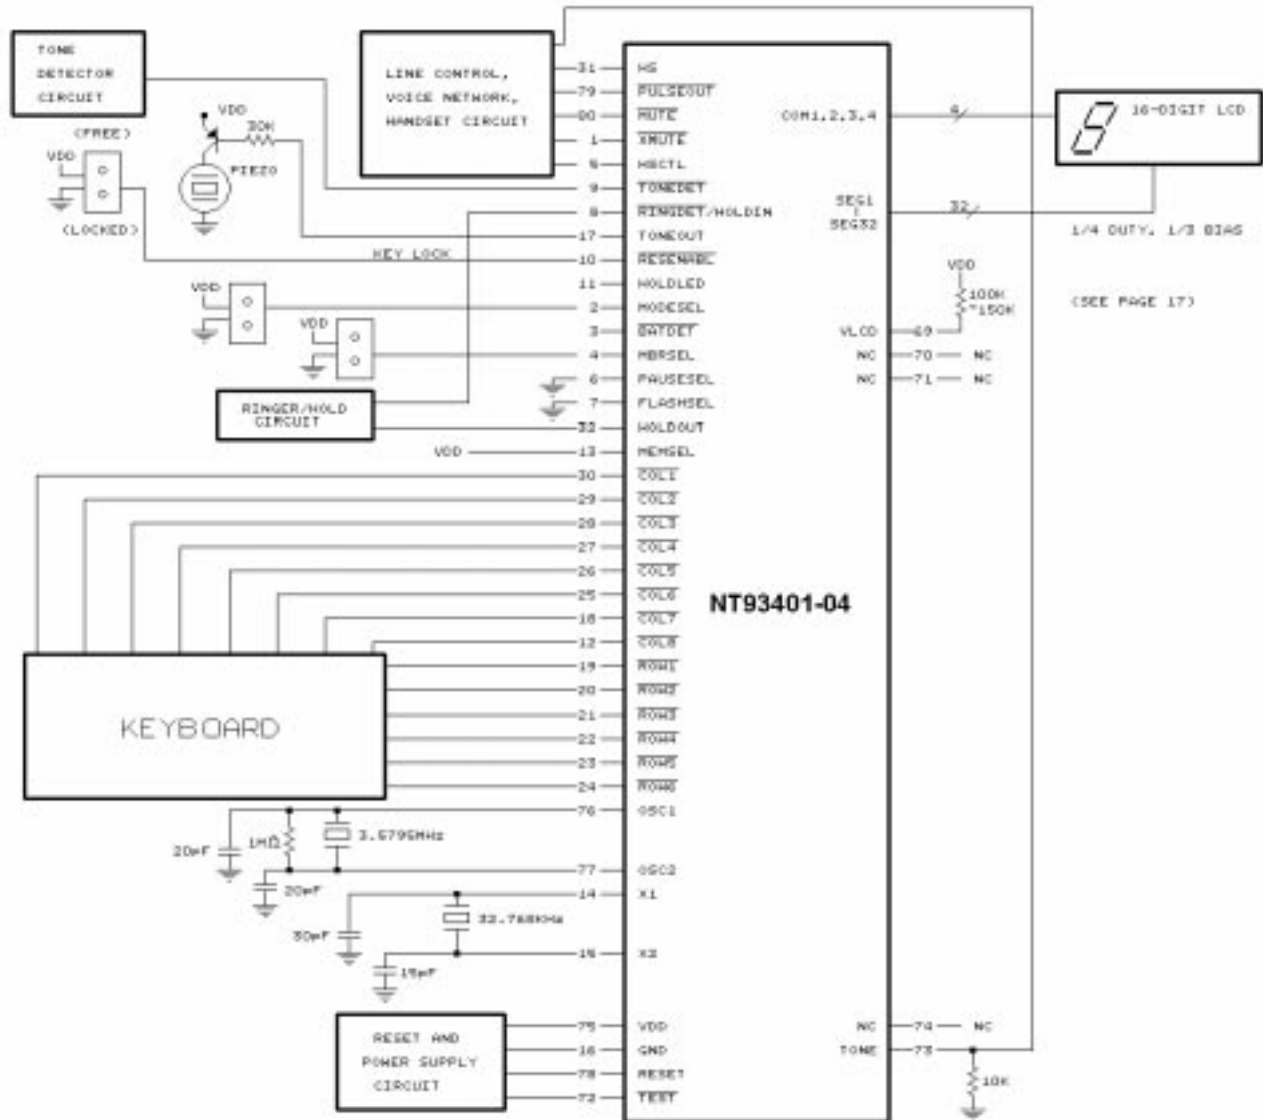 TONE
DETECTOR
CIRCUIT
LINE CONTROL,
VOICE NETWORK,
HANDSET CIRCUIT
VDD
30K
PIEZO
(FREE)
VDD
(LOCKED)
KEY LOCK
VDD
VDD
RINGER/HOLD
CIRCUIT
VDD
31 HS
79 PULSEOUT
80 MUTE
1 XMUTE
5 HSCTL
9 TONEDET
8 RINGDET/HOLDIN
17 TONEOUT
10 RESENABL
11 HOLDLED
2 MODESEL
3 BATDET
4 MBRSEL
6 PAUSESEL
7 FLASHSEL
32 HOLDOUT
13 MEMSEL
30 COL1
29 COL2
28 COL3
27 COL4
26 COL5
25 COL6
18 COL7
12 COL8
19 ROW1
20 ROW2
21 ROW3
22 ROW4
23 ROW5
24 ROW6
76 OSC1
77 OSC2
14 X1
15 X2
75 VDD
16 GND
78 RESET
72 TEST
KEYBOARD
20pF
1MΩ
3.5795MHz
20pF
30pF
32.768KHz
15pF
RESET AND
POWER SUPPLY
CIRCUIT
NT93401-04
COM1,2,3,4
4
16-DIGIT LCD
SEG1
SEG32
32
1/4 DUTY, 1/3 BIAS
(SEE PAGE 17)
VDD
100K
~150K
VLCD 69
NC 70 NC
NC 71 NC
NC 74 NC
TONE 73
10K